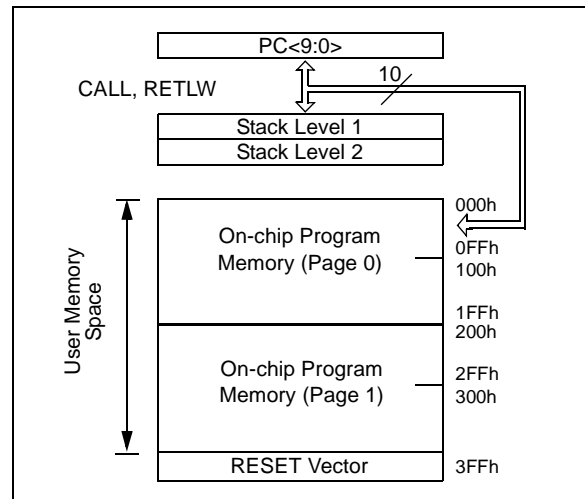 PC<9:0>
10
CALL, RETLW
Stack Level 1
Stack Level 2
User Memory
Space
000h
On-chip Program
Memory (Page 0)
0FFh
100h
1FFh
200h
On-chip Program
Memory (Page 1)
2FFh
300h
RESET Vector
3FFh